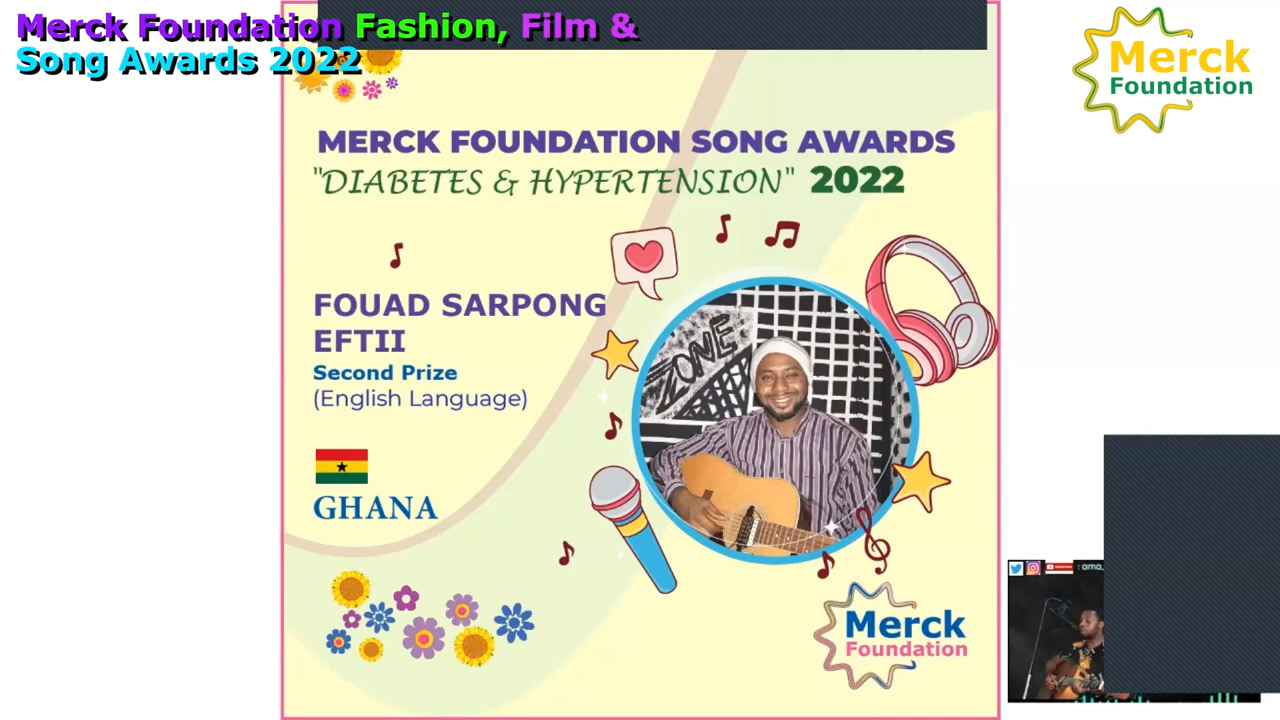 Merck Foundation Fashion, Film &
Song Awards 2022
Merck
Foundation
MERCK FOUNDATION SONG AWARDS
"DIABETES & HYPERTENSION" 2022
FOUAD SARPONG
EFTII
Second Prize
(English Language)
GHANA
ZONE
Merck
Foundation